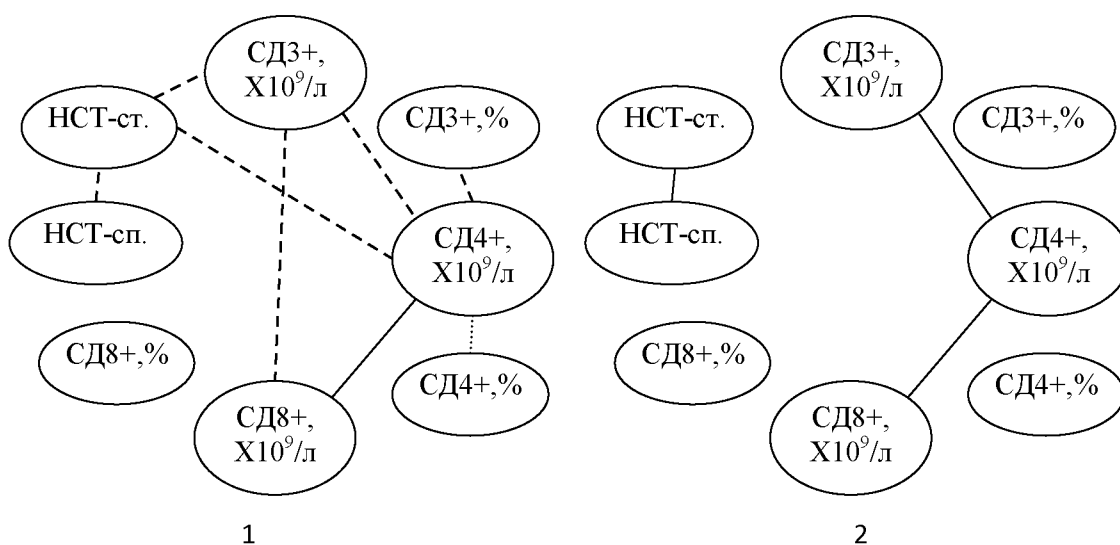 СД3+,
Х10⁹/л
НСТ-ст.
СД3+,%
НСТ-сп.
СД4+,
Х10⁹/л
СД8+,%
СД4+,%
СД8+,
Х10⁹/л
1
СД3+,
Х10⁹/л
НСТ-ст.
СД3+,%
НСТ-сп.
СД4+,
Х10⁹/л
СД8+,%
СД4+,%
СД8+,
Х10⁹/л
2